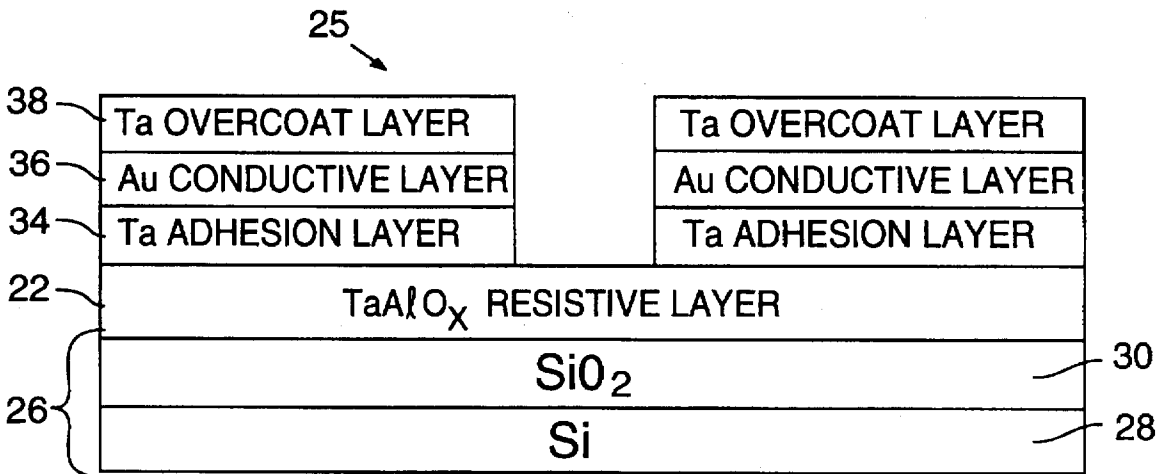 25
38 Ta OVERCOAT LAYER Ta OVERCOAT LAYER
36 Au CONDUCTIVE LAYER Au CONDUCTIVE LAYER
34 Ta ADHESION LAYER Ta ADHESION LAYER
22 TaAlOX RESISTIVE LAYER
SiO2 30
26
Si 28